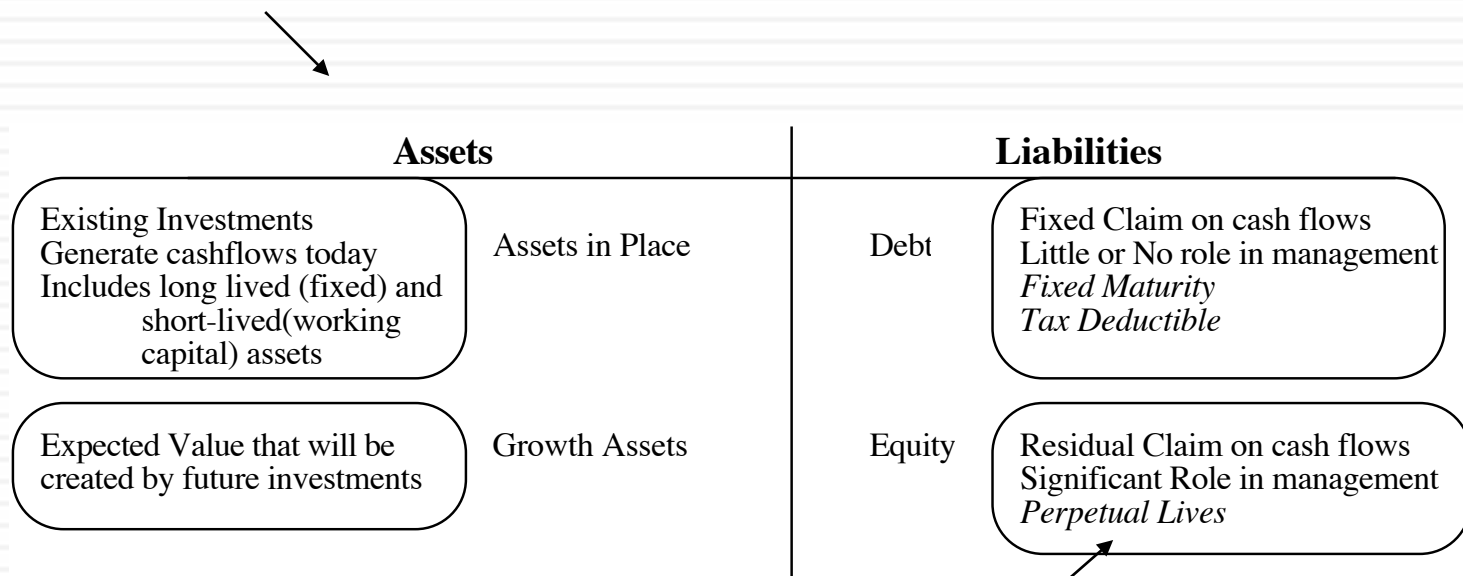 Assets
Liabilities
Existing Investments
Generate cashflows today
Includes long lived (fixed) and
short-lived(working
capital) assets
Assets in Place
Debt
Fixed Claim on cash flows
Little or No role in management
Fixed Maturity
Tax Deductible
Expected Value that will be
created by future investments
Growth Assets
Equity
Residual Claim on cash flows
Significant Role in management
Perpetual Lives